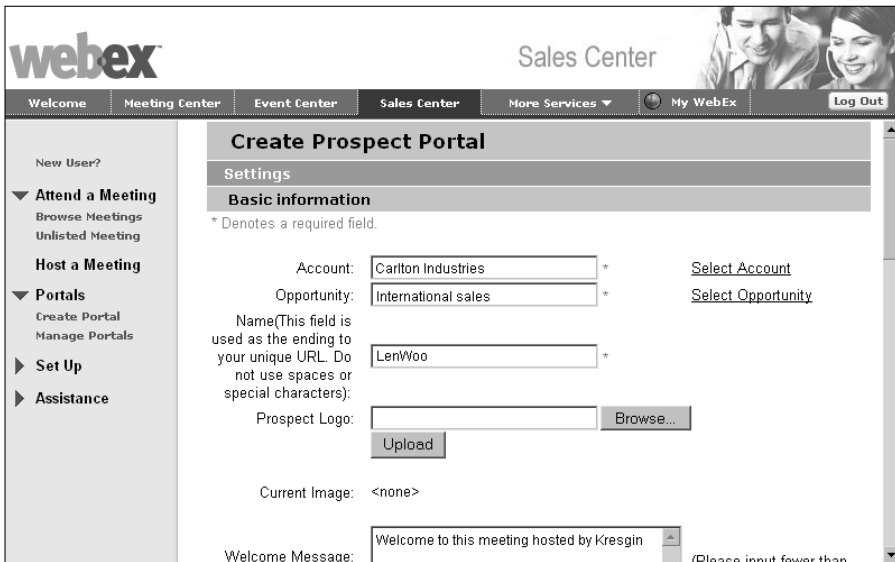 webex
Sales Center
Welcome
Meeting Center
Event Center
Sales Center
More Services ▼
My WebEx
Log Out
New User?
Attend a Meeting
Browse Meetings
Unlisted Meeting
Host a Meeting
Portals
Create Portal
Manage Portals
Set Up
Assistance
Create Prospect Portal
Settings
Basic information
* Denotes a required field.
Account: Carlton Industries * Select Account
Opportunity: International sales * Select Opportunity
Name(This field is
used as the ending to
your unique URL. Do
not use spaces or
special characters):
LenWoo *
Prospect Logo: Browse...
Upload
Current Image: <none>
Welcome Message: Welcome to this meeting hosted by Kresgin
(Please input fewer than